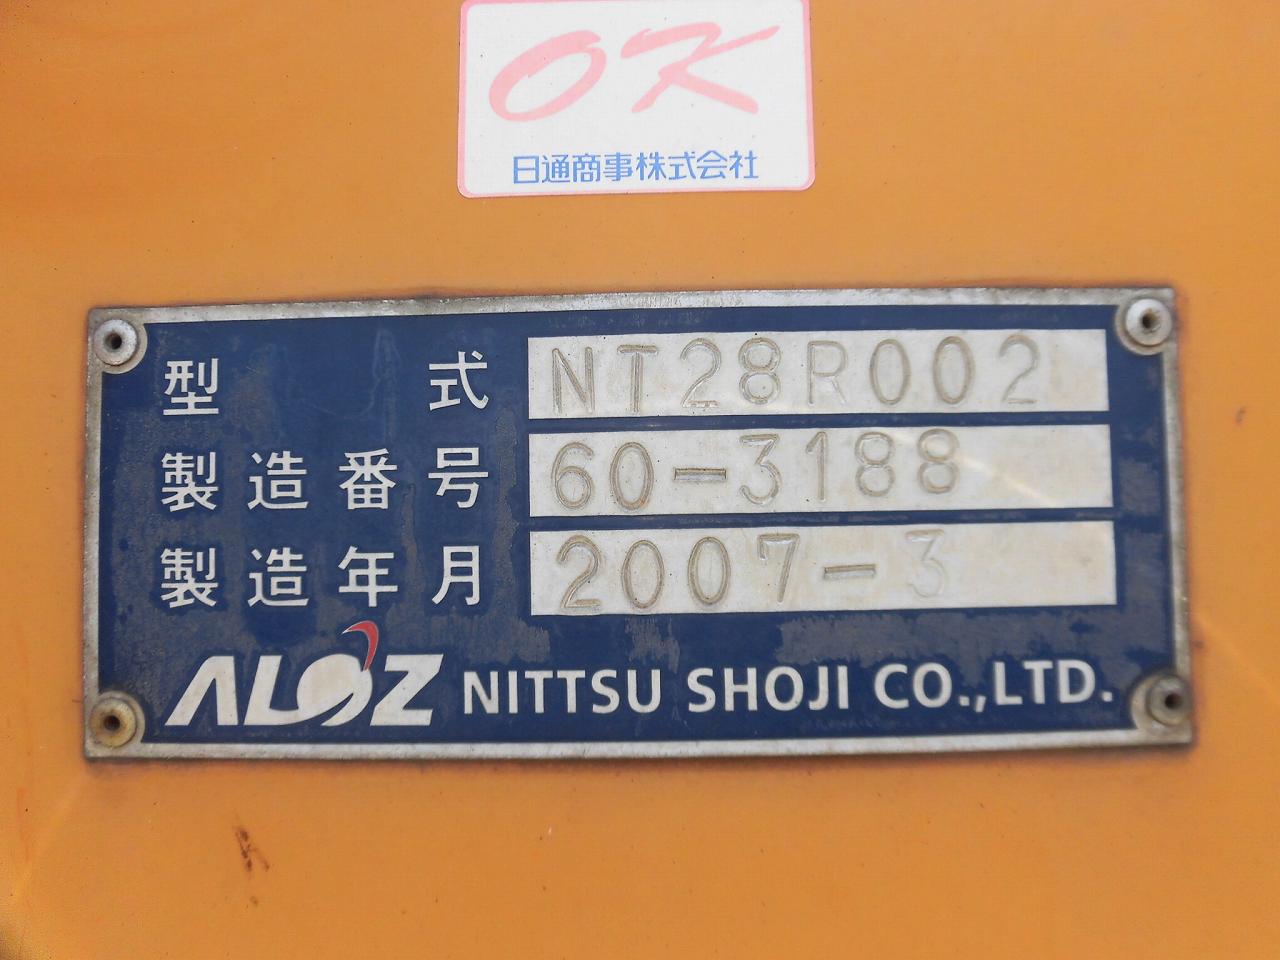 OK
日通商事株式会社
型 式 NT28R002
製造番号 60-3188
製造年月 2007-3
ALOZ NITTSU SHOJI CO.,LTD.